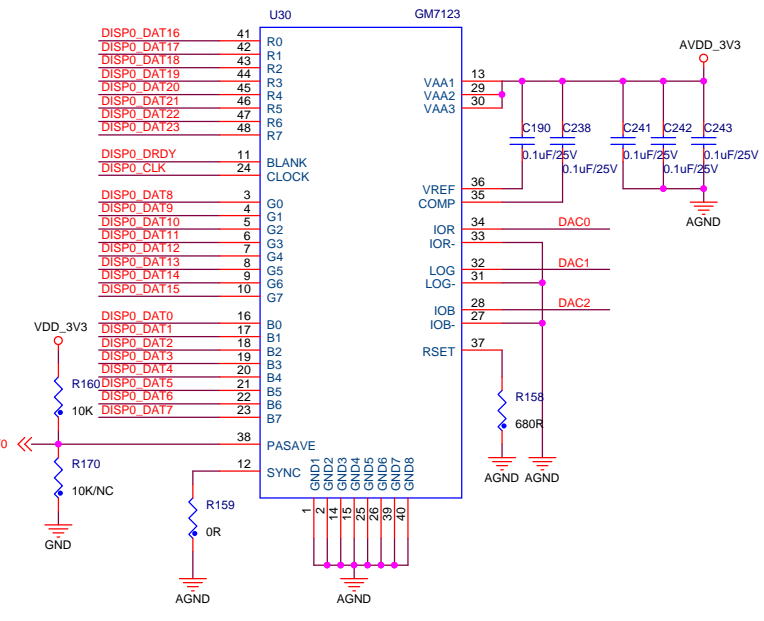 U30 GM7123
DISP0_DAT16 41 R0
DISP0_DAT17 42 R1
DISP0_DAT18 43 R2
DISP0_DAT19 44 R3
DISP0_DAT20 45 R4
DISP0_DAT21 46 R5
DISP0_DAT22 47 R6
DISP0_DAT23 48 R7
DISP0_DRDY 11 BLANK
DISP0_CLK 24 CLOCK
DISP0_DAT8 3 G0
DISP0_DAT9 4 G1
DISP0_DAT10 5 G2
DISP0_DAT11 6 G3
DISP0_DAT12 7 G4
DISP0_DAT13 8 G5
DISP0_DAT14 9 G6
DISP0_DAT15 10 G7
DISP0_DAT0 16 B0
DISP0_DAT1 17 B1
DISP0_DAT2 18 B2
DISP0_DAT3 19 B3
DISP0_DAT4 20 B4
DISP0_DAT5 21 B5
DISP0_DAT6 22 B6
DISP0_DAT7 23 B7
38 PASAVE
12 SYNC
VDD_3V3
R160
10K
R170
10K/NC
GND
R159
0R
AGND
GND1 GND2 GND3 GND4 GND5 GND6 GND7 GND8
1 2 14 15 25 26 39 40
AGND
AVDD_3V3
VAA1 13
VAA2 29
VAA3 30
C190 C238 C241 C242 C243
0.1uF/25V 0.1uF/25V 0.1uF/25V 0.1uF/25V 0.1uF/25V
AGND
VREF 36
COMP 35
IOR 34 DAC0
IOR- 33
LOG 32 DAC1
LOG- 31
IOB 28 DAC2
IOB- 27
RSET 37
R158
680R
AGND AGND